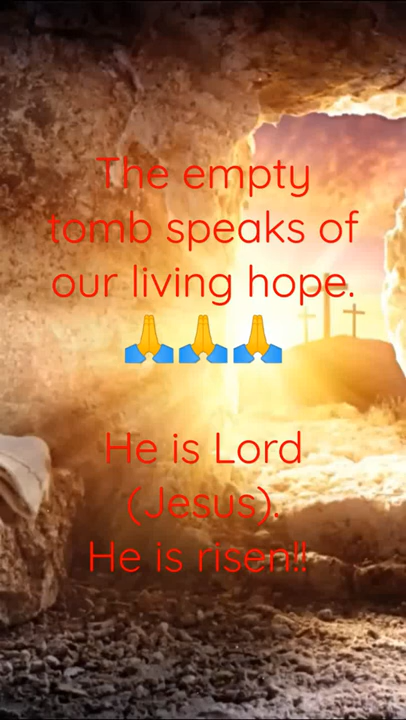 The empty
tomb speaks of
our living hope.
🙏🙏🙏
He is Lord
(Jesus).
He is risen!!